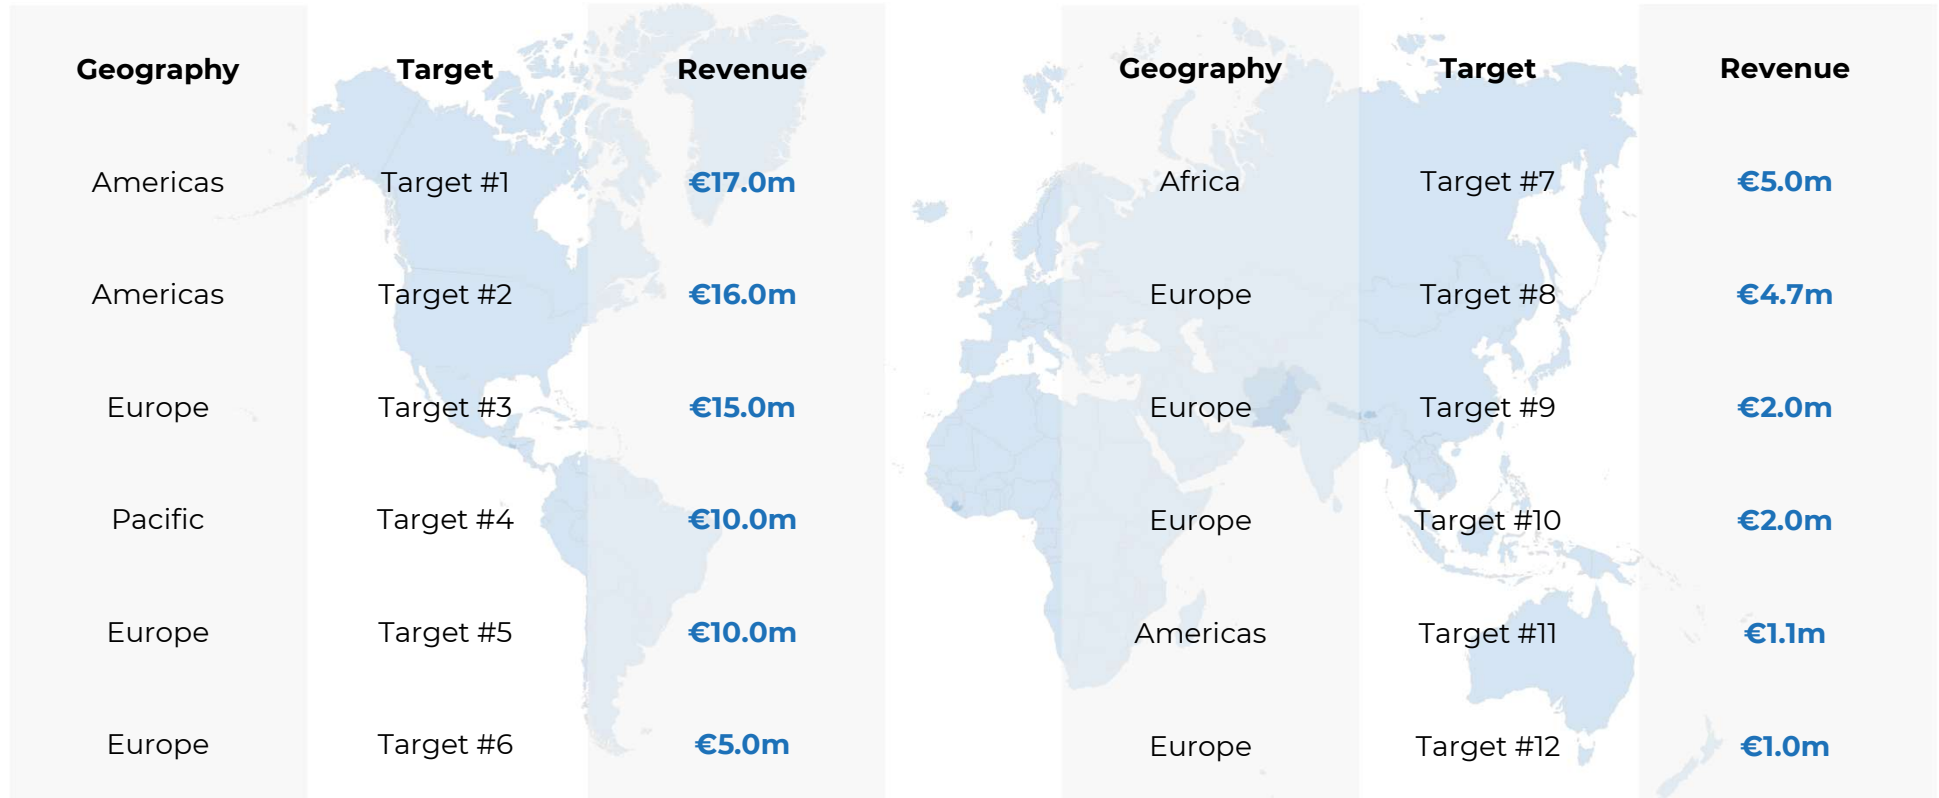 Geography Target Revenue
Americas Target #1 €17.0m
Americas Target #2 €16.0m
Europe Target #3 €15.0m
Pacific Target #4 €10.0m
Europe Target #5 €10.0m
Europe Target #6 €5.0m
Geography Target Revenue
Africa Target #7 €5.0m
Europe Target #8 €4.7m
Europe Target #9 €2.0m
Europe Target #10 €2.0m
Americas Target #11 €1.1m
Europe Target #12 €1.0m